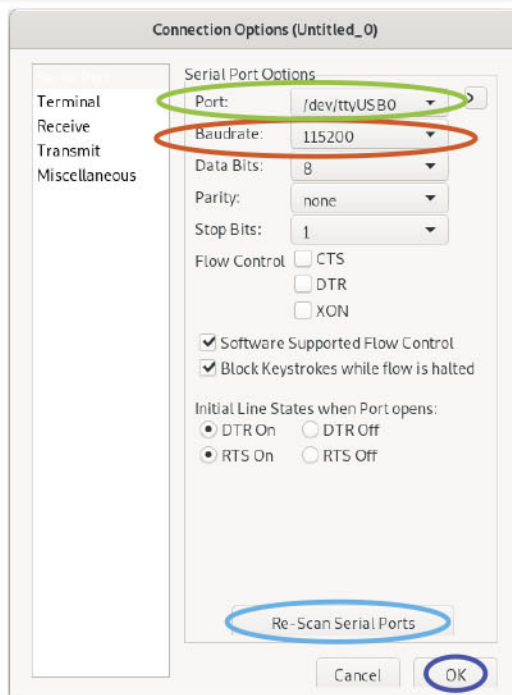 Connection Options (Untitled_0)
Serial Port Options
Terminal
Receive
Transmit
Miscellaneous
Port: /dev/ttyUSB0 >
Baudrate: 115200
Data Bits: 8
Parity: none
Stop Bits: 1
Flow Control CTS
DTR
XON
Software Supported Flow Control
Block Keystrokes while flow is halted
Initial Line States when Port opens:
DTR On DTR Off
RTS On RTS Off
Re-Scan Serial Ports
Cancel OK